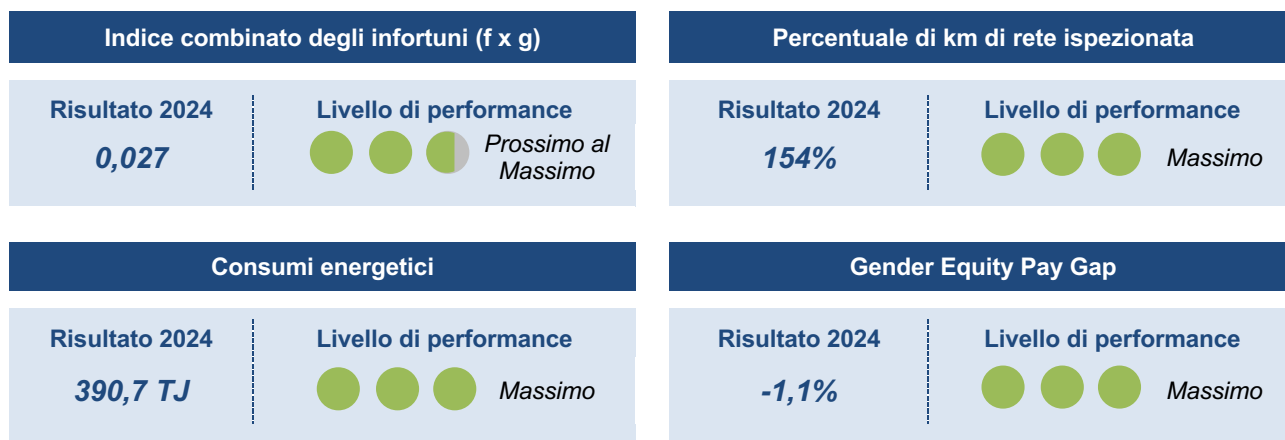 Indice combinato degli infortuni (f x g)
Risultato 2024
Livello di performance
0,027
Prossimo al
Massimo
Percentuale di km di rete ispezionata
Risultato 2024
Livello di performance
154%
Massimo
Consumi energetici
Risultato 2024
Livello di performance
390,7 TJ
Massimo
Gender Equity Pay Gap
Risultato 2024
Livello di performance
-1,1%
Massimo